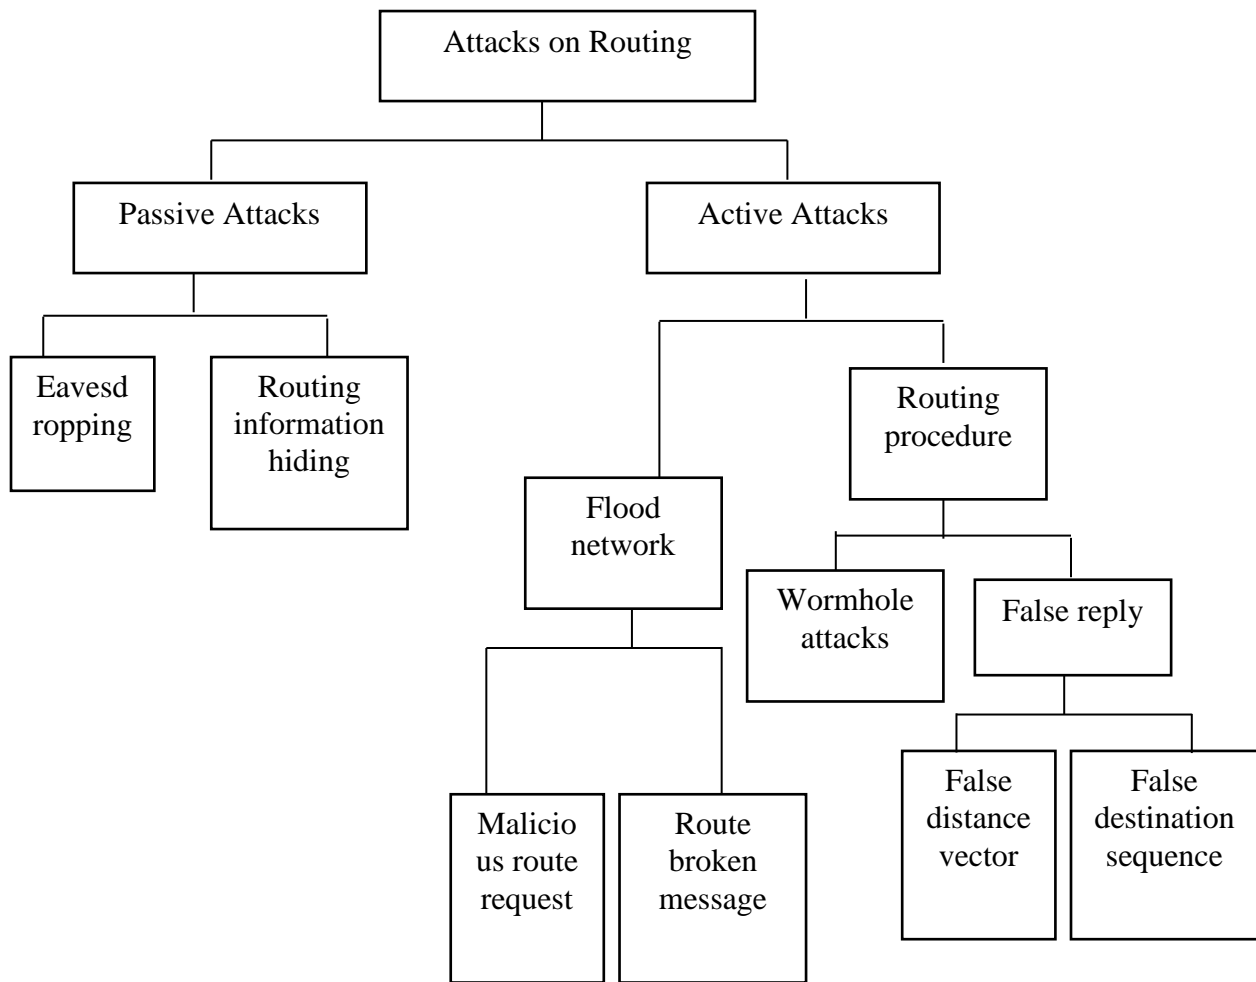 Attacks on Routing
Passive Attacks
Active Attacks
Eavesd
ropping
Routing
information
hiding
Routing
procedure
Flood
network
Wormhole
attacks
False reply
False
distance
vector
False
destination
sequence
Malicio
us route
request
Route
broken
message